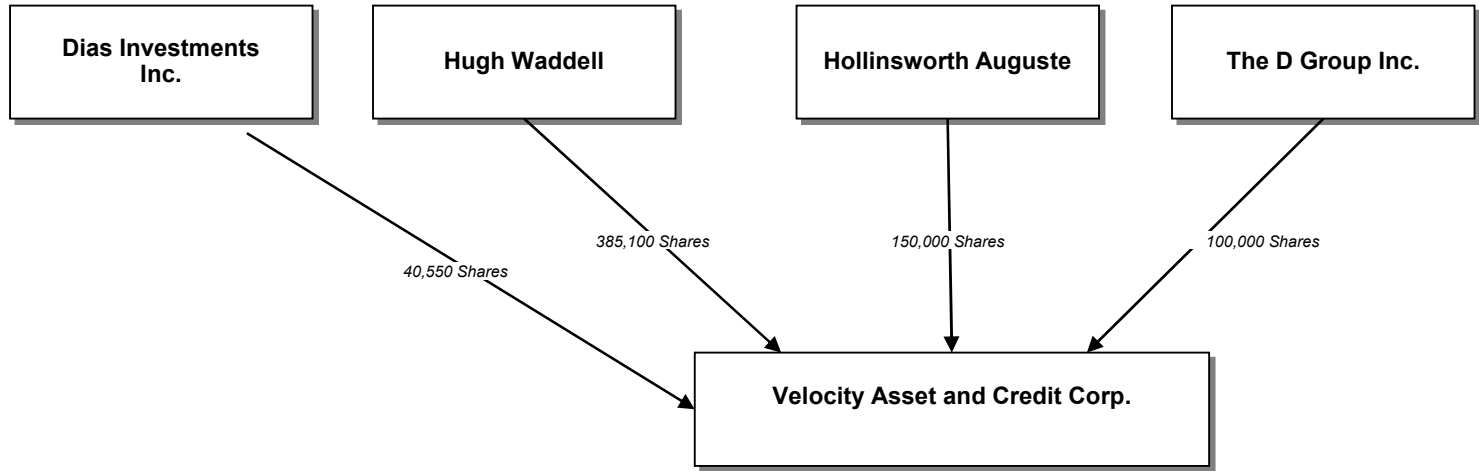 Dias Investments
Inc.
Hugh Waddell
Hollinsworth Auguste
The D Group Inc.
385,100 Shares
150,000 Shares
100,000 Shares
40,550 Shares
Velocity Asset and Credit Corp.